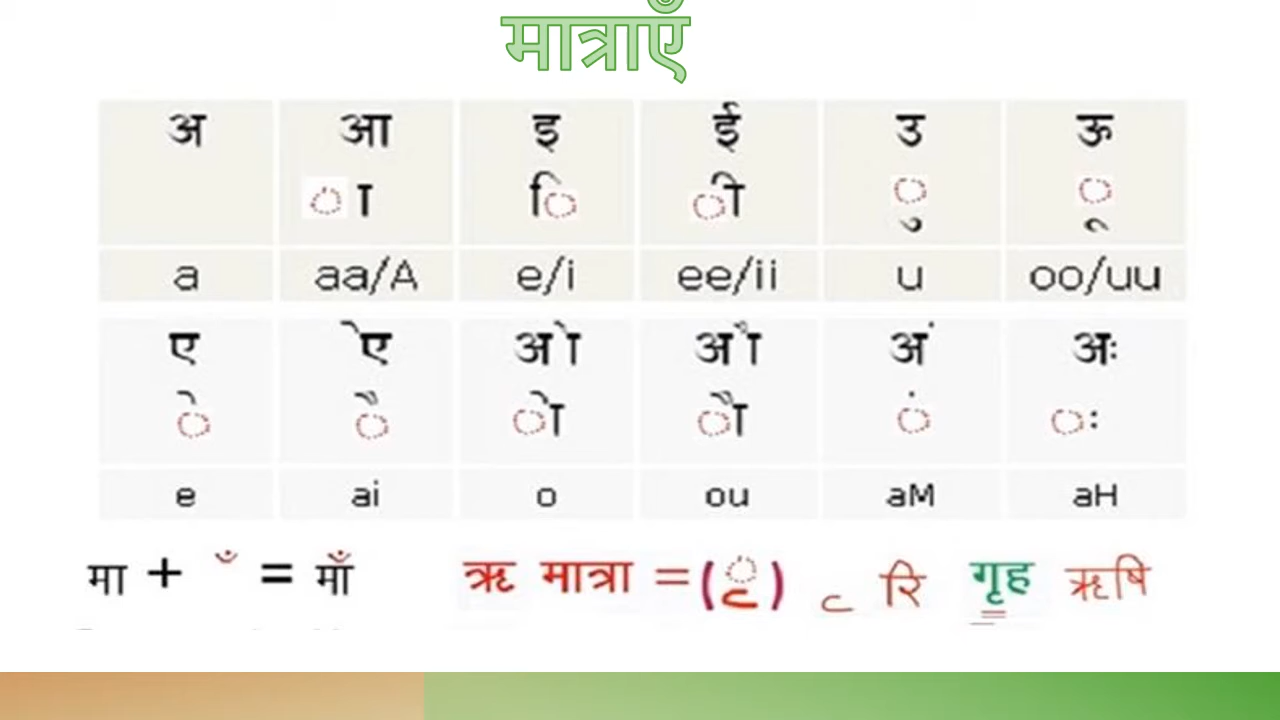 मात्राएँ
अ आ इ ई उ ऊ
ा ि ी ु ू
a aa/A e/i ee/ii u oo/uu
ए ऐ ओ औ अं अः
े ै ो ौ ं ः
e ai o ou aM aH
मा + ँ = माँ ऋ मात्रा = (ृ) ृ रि गृह ऋषि